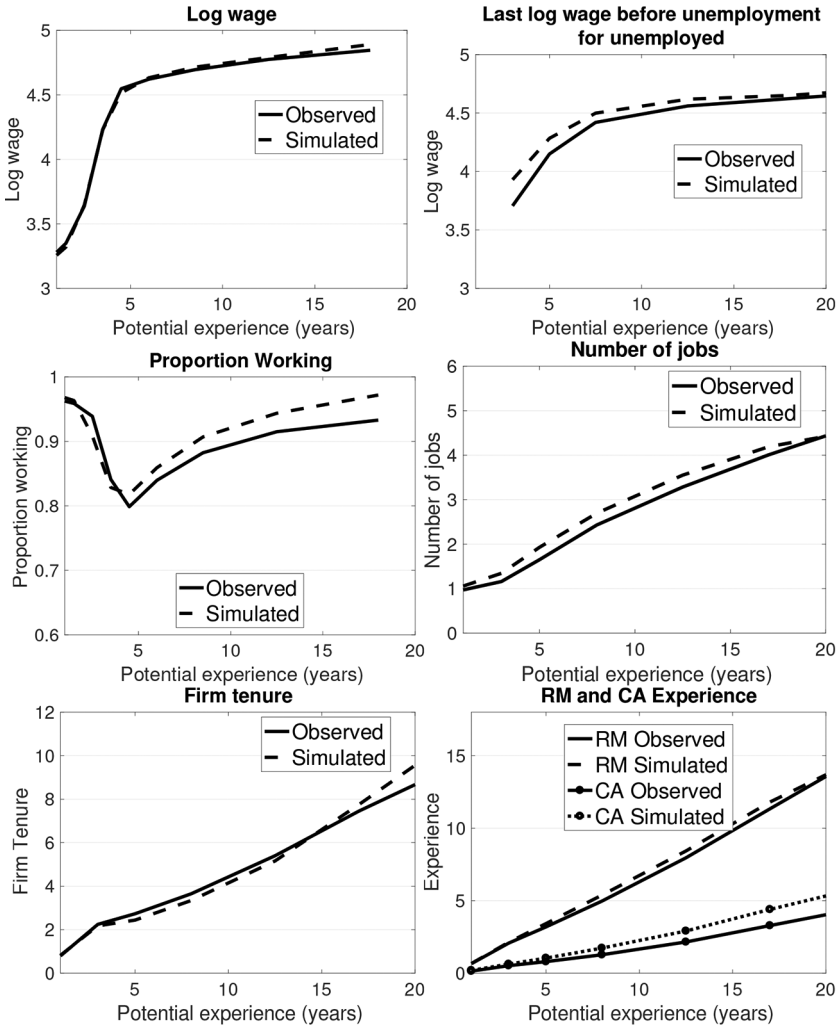 Log wage
5
4.5
4
3.5
3
Log wage
Observed
Simulated
5
10
15
20
Potential experience (years)
Last log wage before unemployment
for unemployed
5
4.5
4
3.5
3
Log wage
Observed
Simulated
5
10
15
20
Potential experience (years)
Proportion Working
1
0.9
0.8
0.7
0.6
Proportion working
Observed
Simulated
5
10
15
20
Potential experience (years)
Number of jobs
6
5
4
3
2
1
0
Number of jobs
Observed
Simulated
5
10
15
20
Potential experience (years)
Firm tenure
12
10
8
6
4
2
0
Firm Tenure
Observed
Simulated
5
10
15
20
Potential experience (years)
RM and CA Experience
15
10
5
0
Experience
RM Observed
RM Simulated
CA Observed
CA Simulated
5
10
15
20
Potential experience (years)